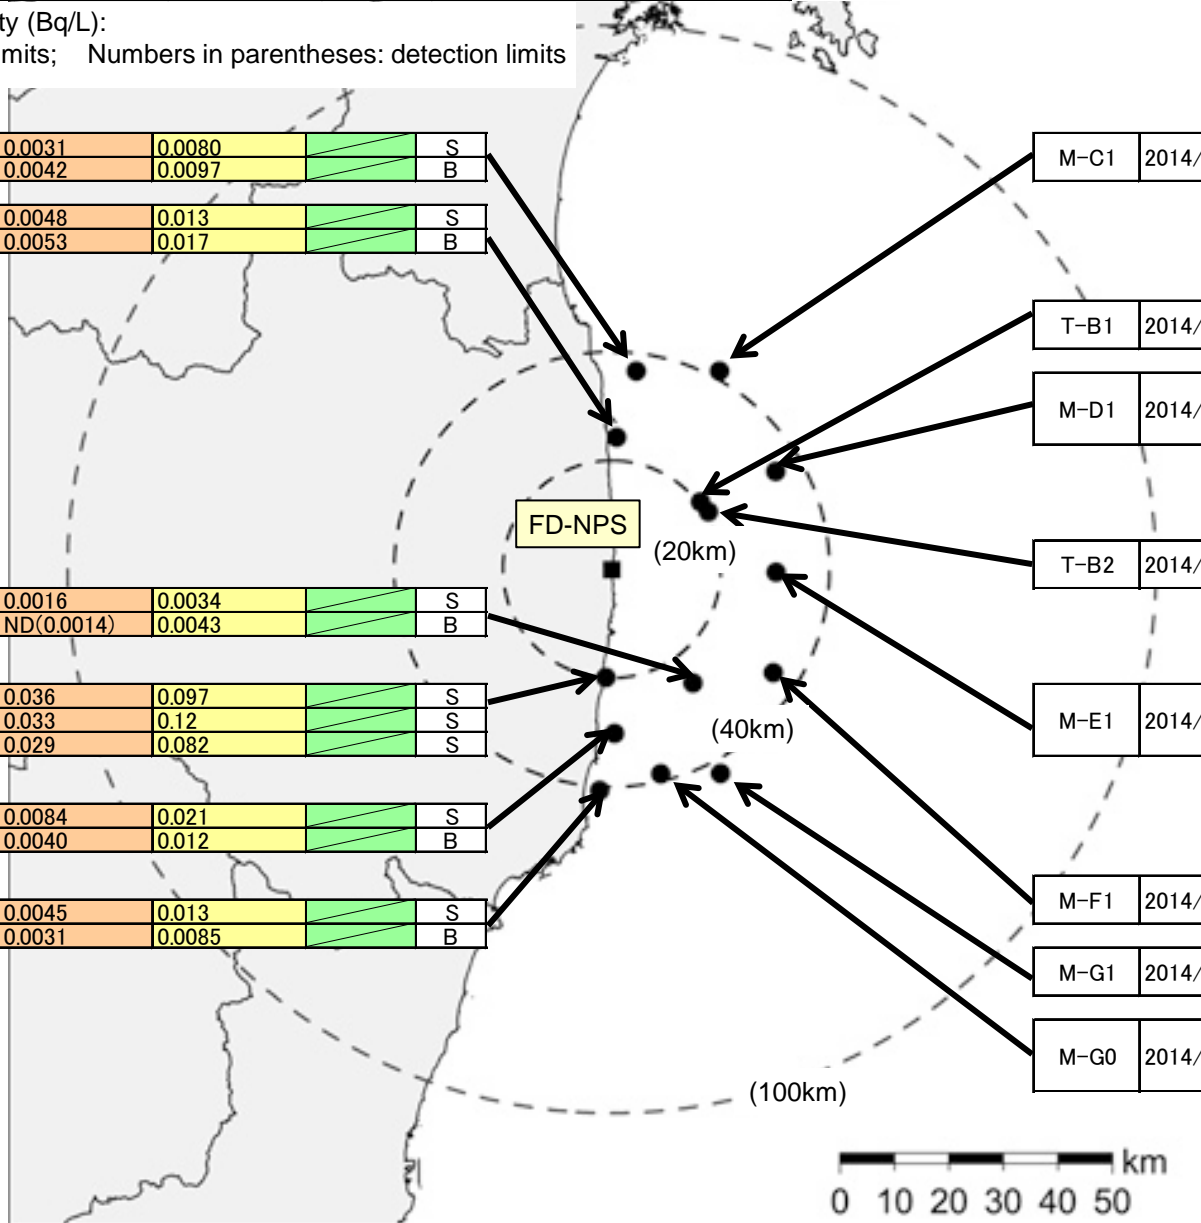 ty (Bq/L):
mits; Numbers in parentheses: detection limits
0.0031 0.0080 S
0.0042 0.0097 B
M-C1 2014/
0.0048 0.013 S
0.0053 0.017 B
T-B1 2014/
M-D1 2014/
FD-NPS
(20km)
T-B2 2014/
0.0016 0.0034 S
ND(0.0014) 0.0043 B
0.036 0.097 S
0.033 0.12 S
0.029 0.082 S
(40km)
M-E1 2014/
0.0084 0.021 S
0.0040 0.012 B
M-F1 2014/
0.0045 0.013 S
0.0031 0.0085 B
M-G1 2014/
M-G0 2014/
(100km)
km
0 10 20 30 40 50